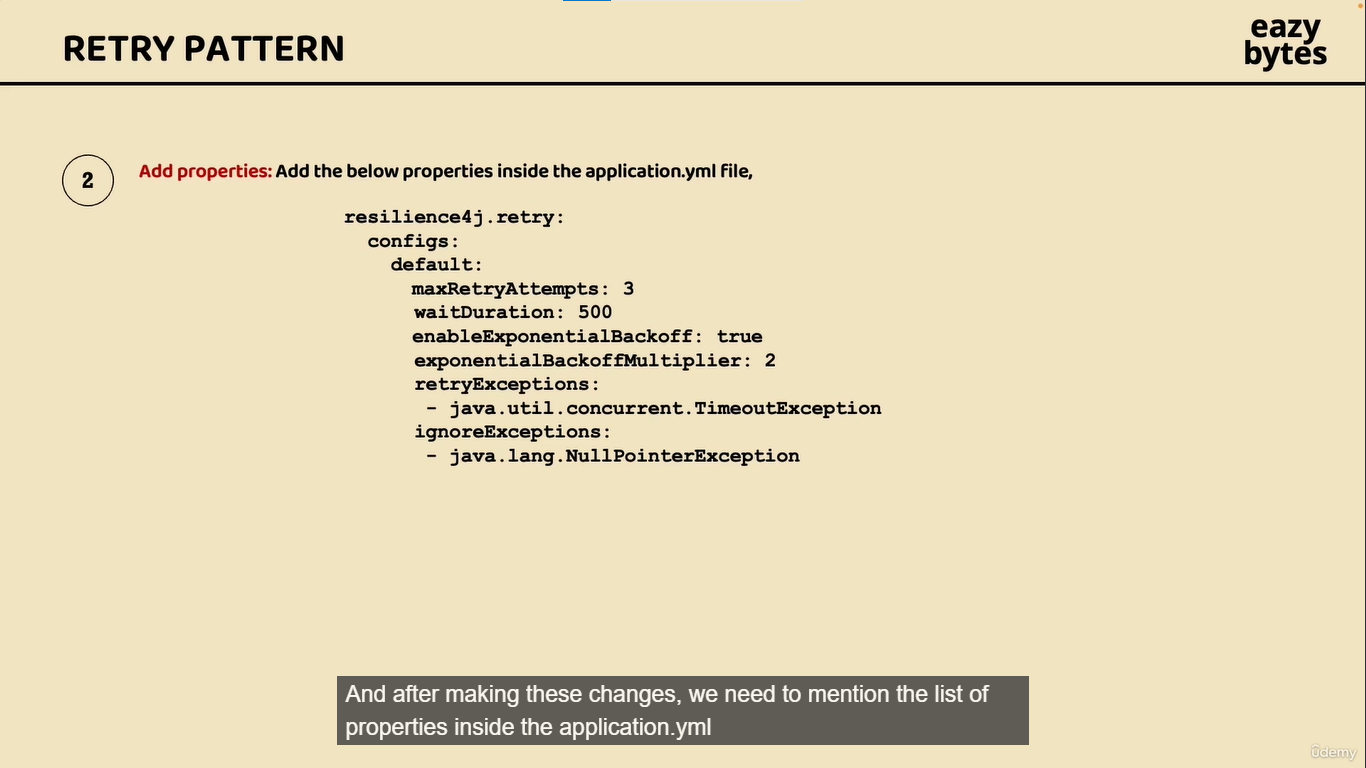 RETRY PATTERN
eazy
bytes
2
Add properties: Add the below properties inside the application.yml file,
resilience4j.retry:
  configs:
    default:
      maxRetryAttempts: 3
      waitDuration: 500
      enableExponentialBackoff: true
      exponentialBackoffMultiplier: 2
      retryExceptions:
       - java.util.concurrent.TimeoutException
      ignoreExceptions:
       - java.lang.NullPointerException
And after making these changes, we need to mention the list of
properties inside the application.yml
ûdemy